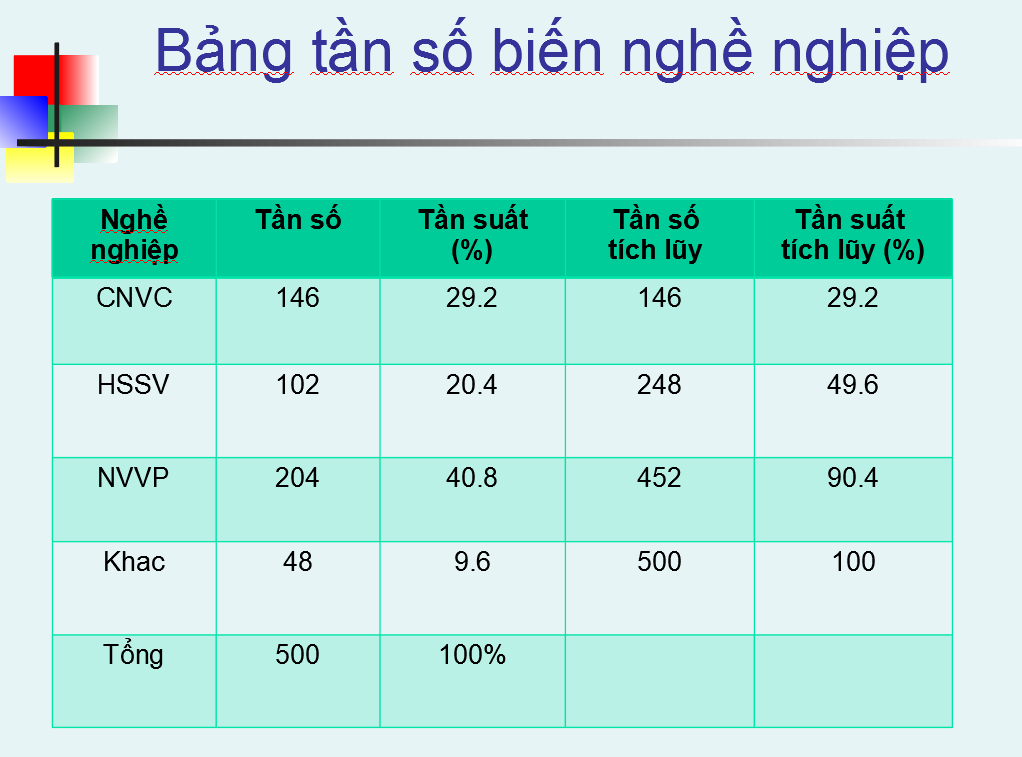 Bảng tần số biến nghề nghiệp
Nghề nghiệp Tần số Tần suất (%) Tần số tích lũy Tần suất tích lũy (%)
CNVC 146 29.2 146 29.2
HSSV 102 20.4 248 49.6
NVVP 204 40.8 452 90.4
Khac 48 9.6 500 100
Tổng 500 100%